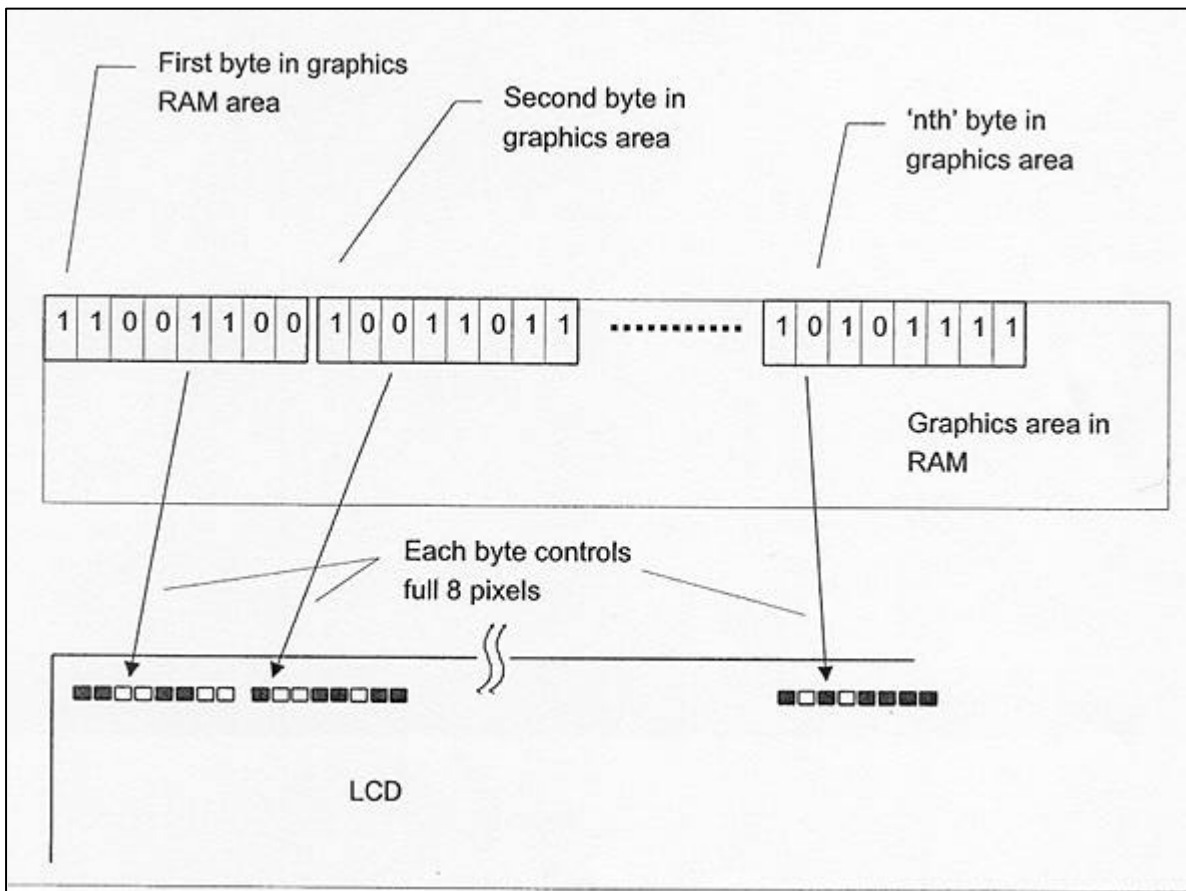 First byte in graphics
RAM area
Second byte in
graphics area
‘nth’ byte in
graphics area
1 1 0 0 1 1 0 0 1 0 0 1 1 0 1 1 1 0 1 0 1 1 1 1
Graphics area in
RAM
Each byte controls
full 8 pixels
LCD